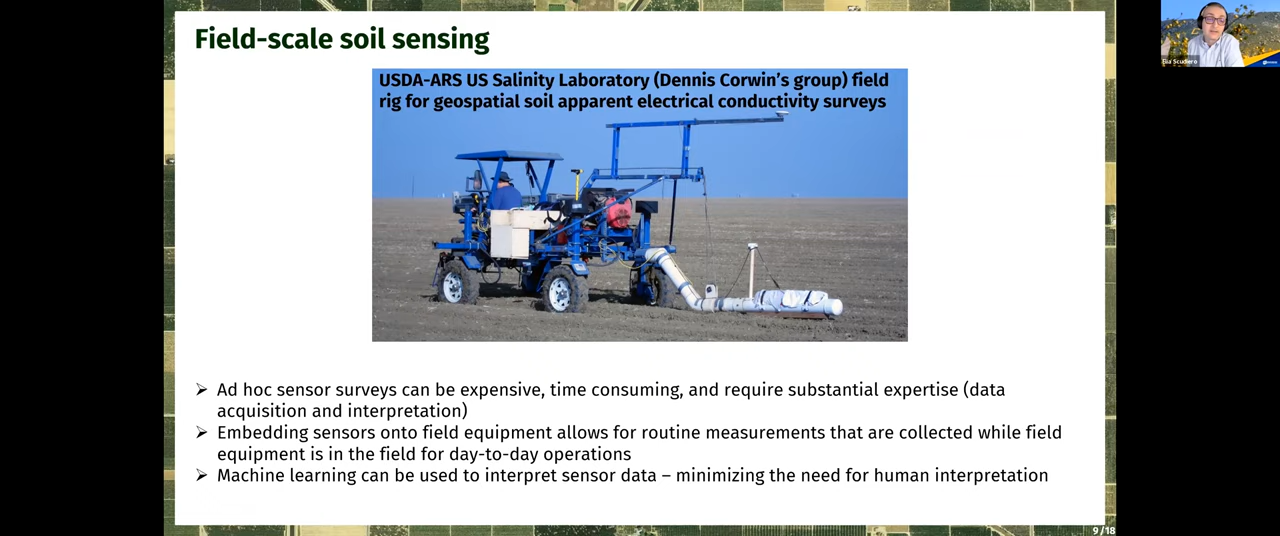 Field-scale soil sensing
USDA-ARS US Salinity Laboratory (Dennis Corwin's group) field
rig for geospatial soil apparent electrical conductivity surveys
➢ Ad hoc sensor surveys can be expensive, time consuming, and require substantial expertise (data
acquisition and interpretation)
➢ Embedding sensors onto field equipment allows for routine measurements that are collected while field
equipment is in the field for day-to-day operations
➢ Machine learning can be used to interpret sensor data – minimizing the need for human interpretation
9 / 18
Elia Scudiero